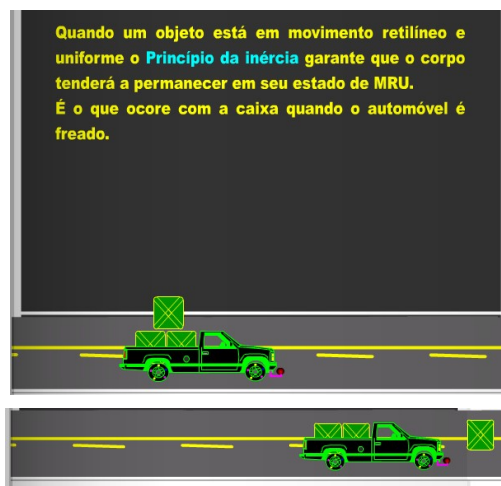 Quando um objeto está em movimento retilíneo e
uniforme o Princípio da inércia garante que o corpo
tenderá a permanecer em seu estado de MRU.
É o que ocore com a caixa quando o automóvel é
freado.